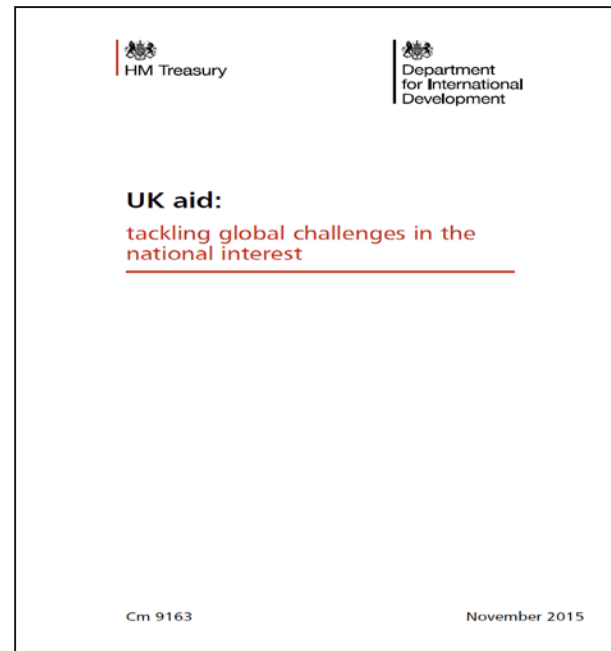 HM Treasury
Department
for International
Development
UK aid:
tackling global challenges in the
national interest
Cm 9163
November 2015